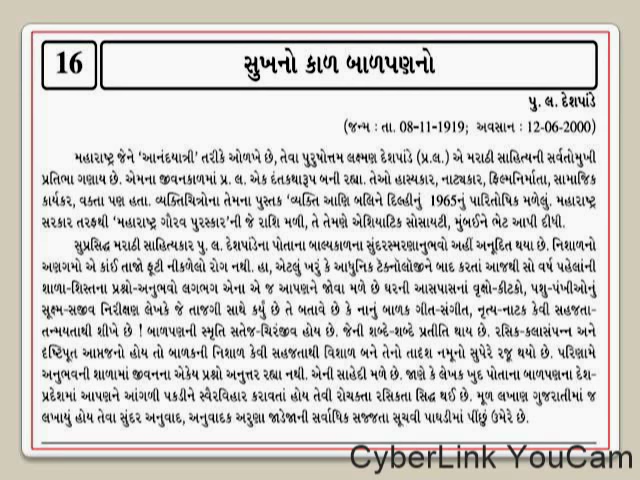 16
સુખનો કાળ બાળપણનો
પુ. લ. દેશપાંડે
(જન્મ : તા. 08-11-1919; અવસાન : 12-06-2000)
મહારાષ્ટ્ર જેને ‘આનંદયાત્રી’ તરીકે ઓળખે છે, તેવા પુરુષોત્તમ લક્ષ્મણ દેશપાંડે (પ્ર.લ.) એ મરાઠી સાહિત્યની સર્વતોમુખી
પ્રતિભા ગણાય છે. એમના જીવનકાળમાં પ્ર. લ. એક દંતકથારૂપ બની રહ્યા. તેઓ હાસ્યકાર, નાટ્યકાર, ફિલ્મનિર્માતા, સામાજિક
કાર્યકર, વક્તા પણ હતા. વ્યક્તિચિત્રોના તેમના પુસ્તક ‘વ્યક્તિ આણિ બલિને દિલ્હીનું 1965નું પારિતોષિક મળેલું. મહારાષ્ટ્ર
સરકાર તરફથી ‘મહારાષ્ટ્ર ગૌરવ પુરસ્કાર’ની જે રાશિ મળી, તે તેમણે એશિયાટિક સોસાયટી, મુંબઈને ભેટ આપી દીધી.
સુપ્રસિદ્ધ મરાઠી સાહિત્યકાર પુ. લ. દેશપાંડેના પોતાના બાલ્યકાળના સુંદરસ્મરણાનુભવો અહીં અનૂદિત થયા છે. નિશાળનો
અણગમો એ કાંઈ તાજો ફૂટી નીકળેલો રોગ નથી. હા, એટલું ખરું કે આધુનિક ટેક્નોલૉજીને બાદ કરતાં આજથી સો વર્ષ પહેલાંની
શાળા-શિસ્તના પ્રશ્નો-અનુભવો લગભગ એના એ જ આપણને જોવા મળે છે ઘરની આસપાસનાં વૃક્ષો-કીટકો, પશુ-પંખીઓનું
સૂક્ષ્મ-સજીવ નિરીક્ષણ લેખકે જે તાજગી સાથે કર્યું છે તે બતાવે છે કે નાનું બાળક ગીત-સંગીત, નૃત્ય-નાટક કેવી સહજતા-
તન્મયતાથી શીખે છે ! બાળપણની સ્મૃતિ સતેજ-ચિરંજીવ હોય છે. જેની શબ્દે-શબ્દે પ્રતીતિ થાય છે. રસિક-કલાસંપન્ન અને
દૃષ્ટિપૂત આમજનો હોય તો બાળકની નિશાળ કેવી સહજતાથી વિશાળ બને તેનો તાદૃશ નમૂનો સુપેરે રજૂ થયો છે. પરિણામે
અનુભવની શાળામાં જીવનના એકેય પ્રશ્નો અનુત્તર રહ્યા નથી. એની સાહેદી મળે છે. જાણે કે લેખક ખુદ પોતાના બાળપણના દેશ-
પ્રદેશમાં આપણને આંગળી પકડીને સ્વૈરવિહાર કરાવતાં હોય તેવી રોચકતા રસિકતા સિદ્ધ થઈ છે. મૂળ લખાણ ગુજરાતીમાં જ
લખાયું હોય તેવા સુંદર અનુવાદ, અનુવાદક અરુણા જાડેજાની સર્વાધિક સજ્જતા સૂચવી પાથડીમાં પીંછું ઉમેરે છે.
CyberLink YouCam